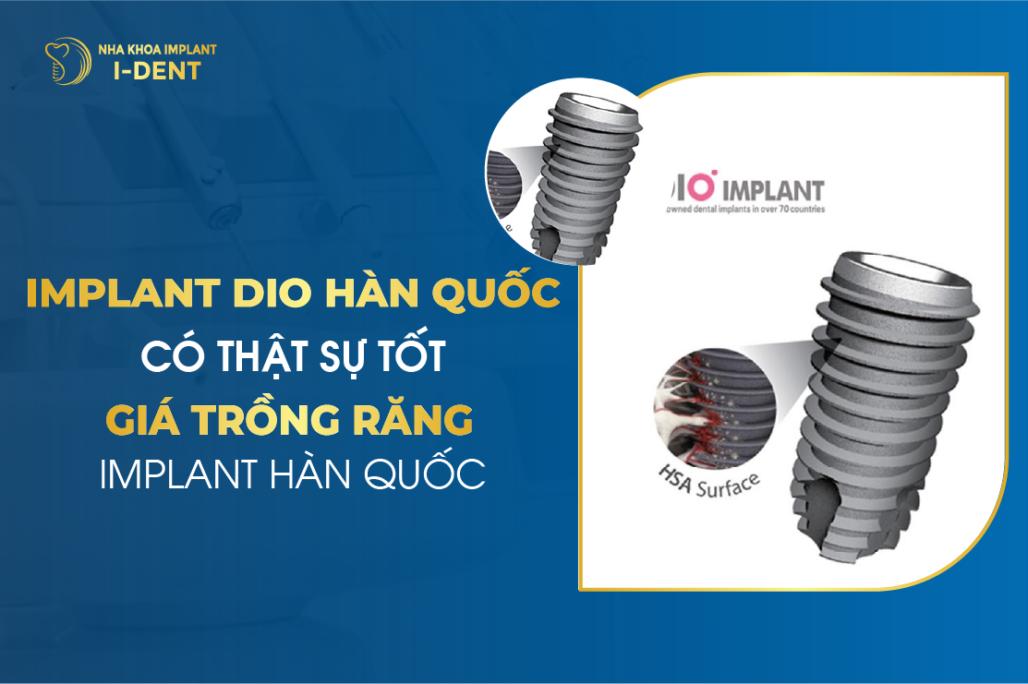 NHA KHOA IMPLANT
I-DENT
IMPLANT DIO HÀN QUỐC
CÓ THẬT SỰ TỐT
GIÁ TRỒNG RĂNG
IMPLANT HÀN QUỐC
IO IMPLANT
owned dental implants in over 70 countries
HSA Surface